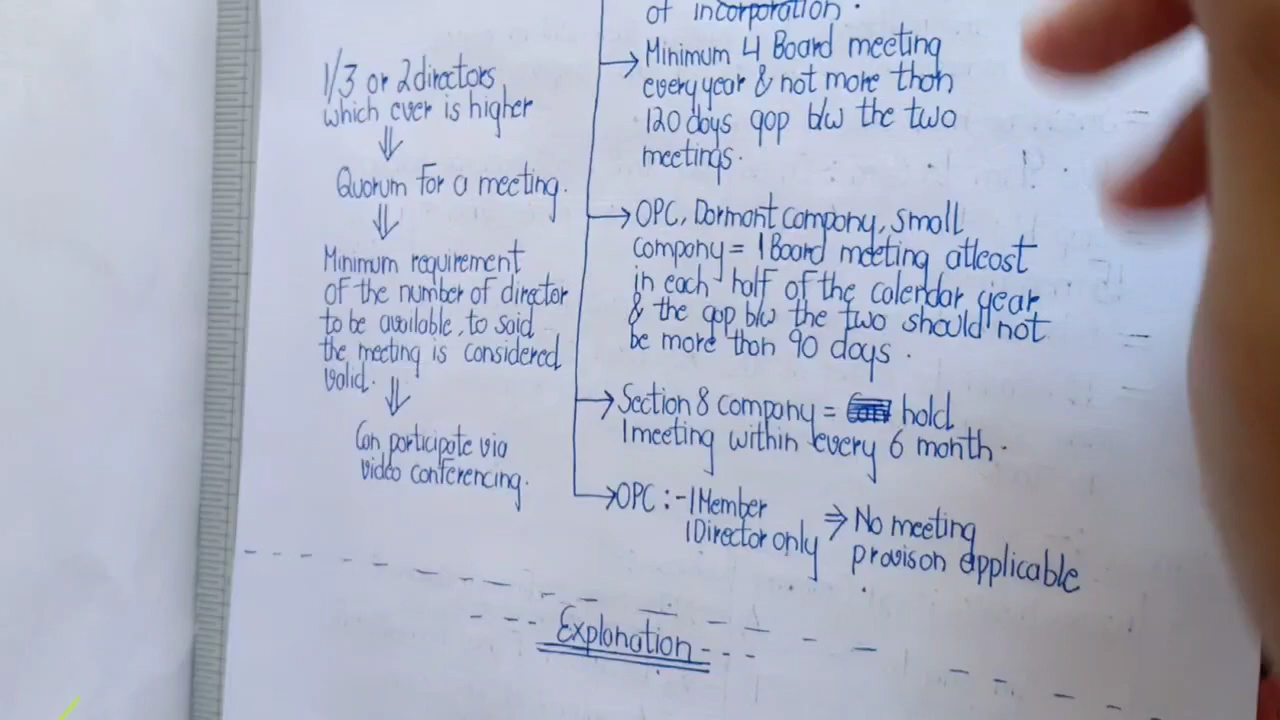 1/3 or 2 directors
which ever is higher
Quorum for a meeting.
Minimum requirement
of the number of director
to be available, to said
the meeting is considered
valid.
Can participate via
video conferencing.
of incorporation.
Minimum 4 Board meeting
every year & not more than
120 days gap b/w the two
meetings.
OPC, Dormant company, small
company = 1 Board meeting atleast
in each half of the calendar year
& the gap b/w the two should not
be more than 90 days.
Section 8 company = hold
1 meeting within every 6 month.
OPC :- 1 Member
1 Director only
⇒ No meeting
provison applicable
Explanation